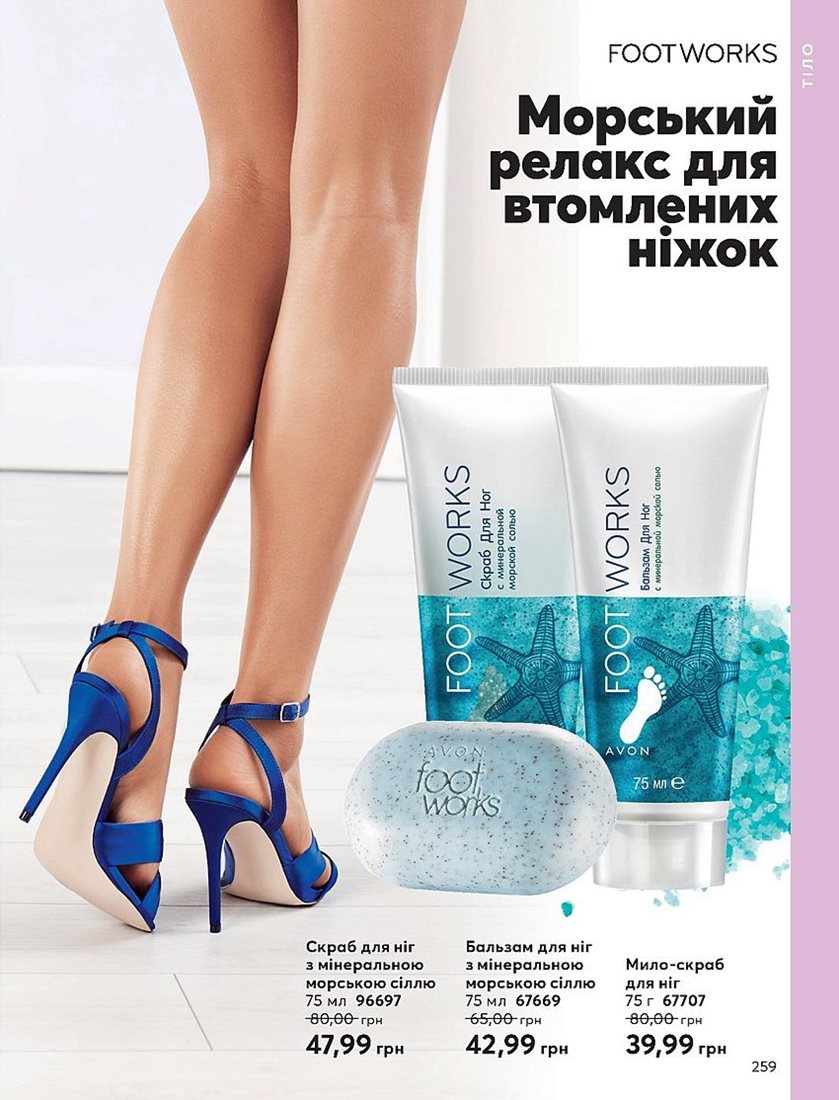 FOOTWORKS
ТІЛО
Морський
релакс для
втомлених
ніжок
FOOT WORKS
Скраб Для Ног
с минеральной
морской солью
FOOT WORKS
Бальзам Для Ног
с минеральной морской солью
AVON
75 мл e
AVON
foot
works
Скраб для ніг
з мінеральною
морською сіллю
75 мл 96697
80,00 грн
47,99 грн
Бальзам для ніг
з мінеральною
морською сіллю
75 мл 67669
65,00 грн
42,99 грн
Мило-скраб
для ніг
75 г 67707
80,00 грн
39,99 грн
259